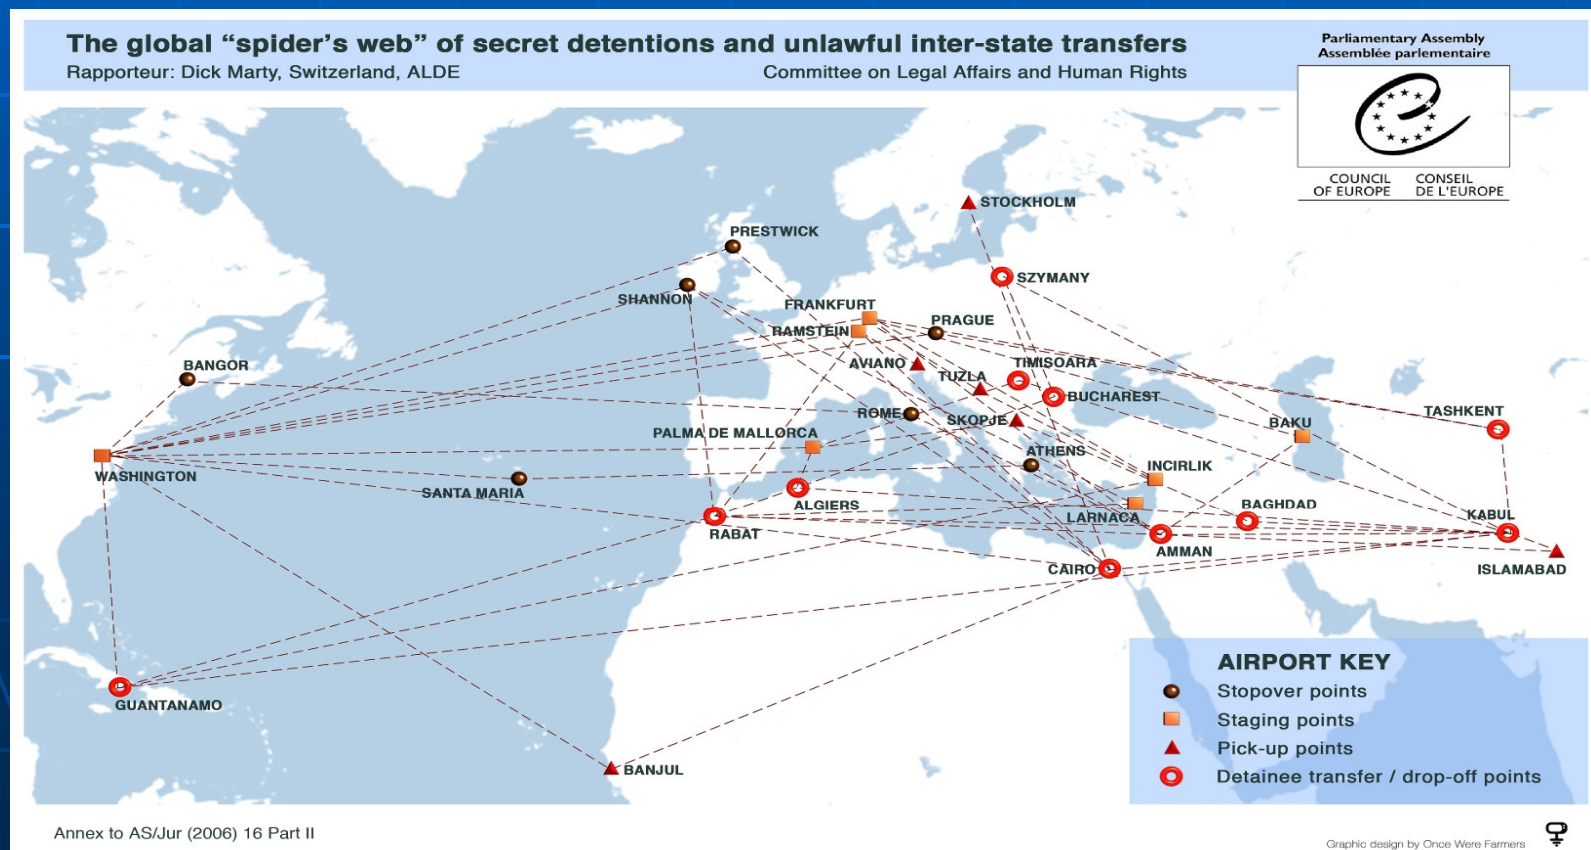 The global “spider’s web” of secret detentions and unlawful inter-state transfers
Rapporteur: Dick Marty, Switzerland, ALDE
Committee on Legal Affairs and Human Rights
Parliamentary Assembly
Assemblée parlementaire
COUNCIL OF EUROPE
CONSEIL DE L'EUROPE
STOCKHOLM
PRESTWICK
SZYMANY
SHANNON
FRANKFURT
PRAGUE
RAMSTEIN
BANGOR
AVIANO
TIMISOARA
TUZLA
BUCHAREST
ROME
SKOPJE
TASHKENT
BAKU
PALMA DE MALLORCA
ATHENS
INCIRLIK
WASHINGTON
SANTA MARIA
ALGIERS
LARNACA
BAGHDAD
KABUL
RABAT
AMMAN
CAIRO
ISLAMABAD
GUANTANAMO
BANJUL
AIRPORT KEY
Stopover points
Staging points
Pick-up points
Detainee transfer / drop-off points
Annex to AS/Jur (2006) 16 Part II
Graphic design by Once Were Farmers